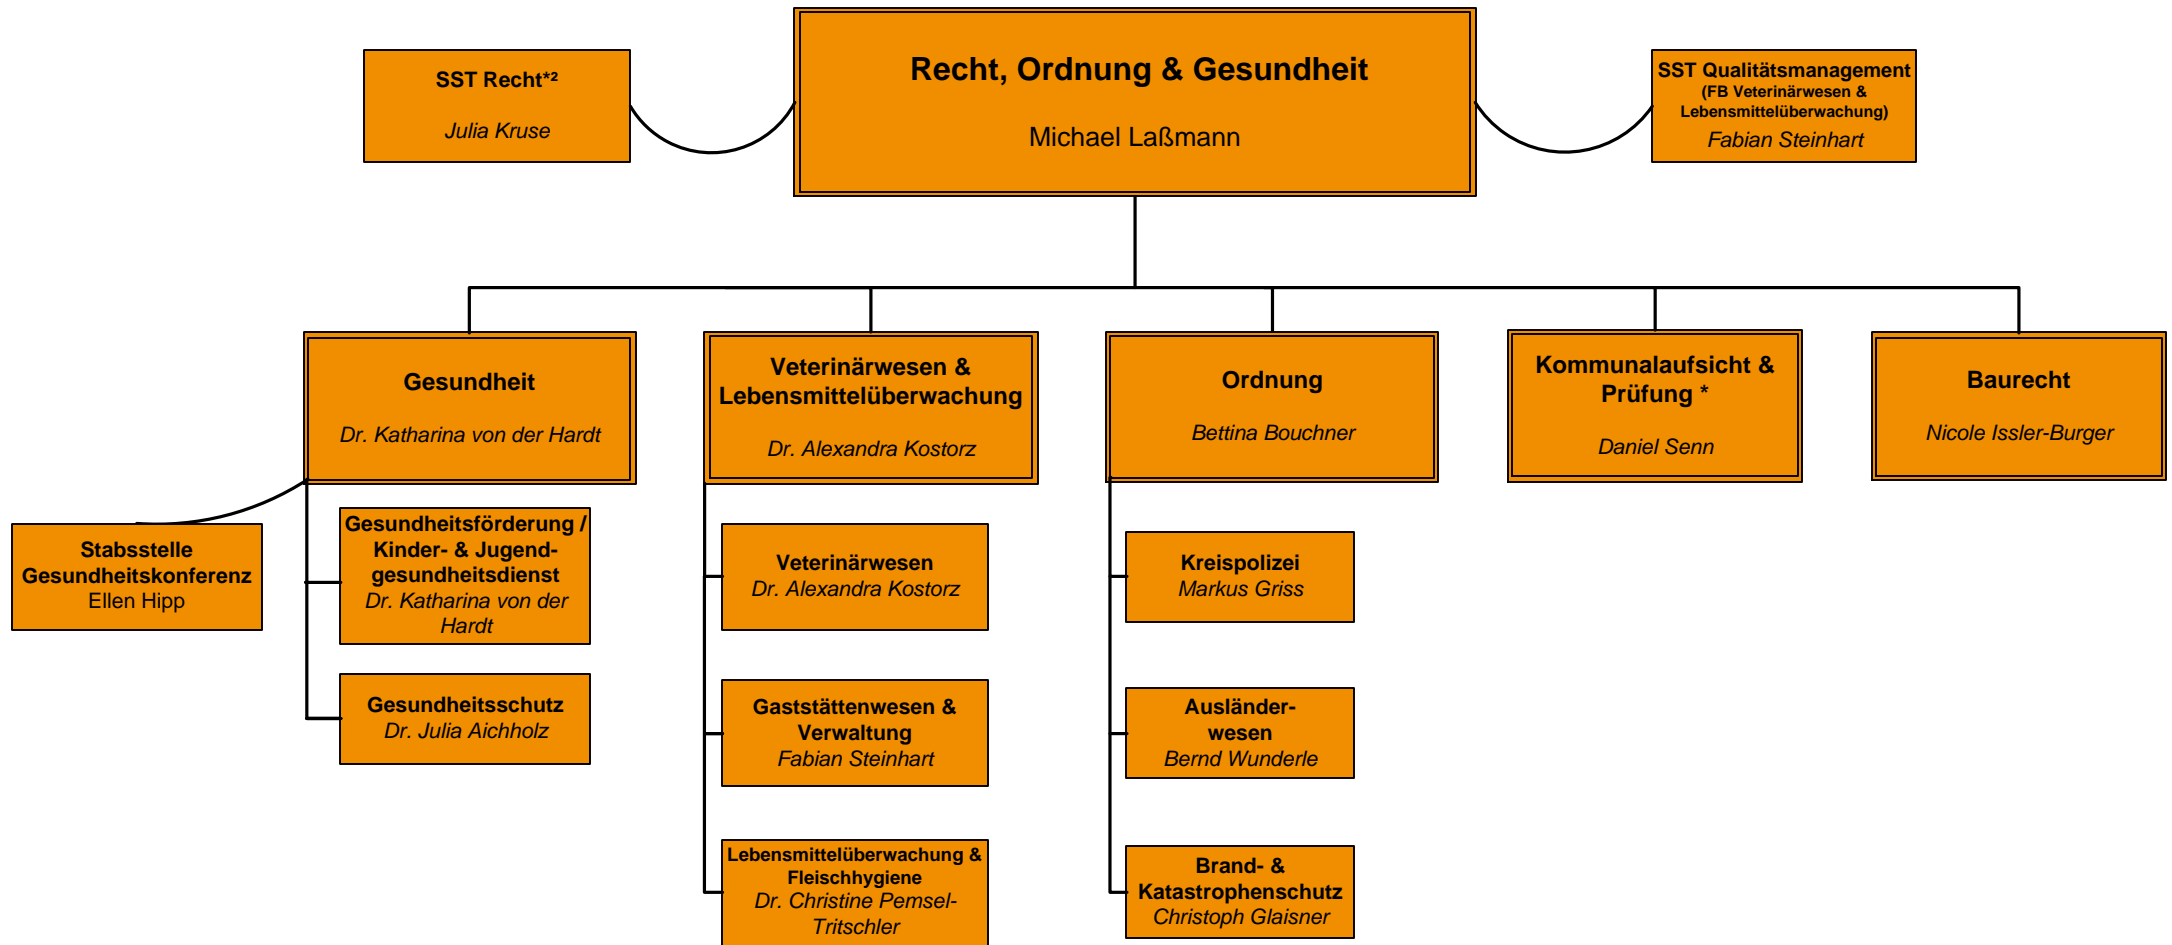 Recht, Ordnung & Gesundheit
Michael Laßmann
SST Recht*²
Julia Kruse
SST Qualitätsmanagement
(FB Veterinärwesen &
Lebensmittelüberwachung)
Fabian Steinhart
Gesundheit
Dr. Katharina von der Hardt
Veterinärwesen &
Lebensmittelüberwachung
Dr. Alexandra Kostorz
Ordnung
Bettina Bouchner
Kommunalaufsicht &
Prüfung *
Daniel Senn
Baurecht
Nicole Issler-Burger
Stabsstelle
Gesundheitskonferenz
Ellen Hipp
Gesundheitsförderung /
Kinder- & Jugend-
gesundheitsdienst
Dr. Katharina von der
Hardt
Gesundheitsschutz
Dr. Julia Aichholz
Veterinärwesen
Dr. Alexandra Kostorz
Gaststättenwesen &
Verwaltung
Fabian Steinhart
Lebensmittelüberwachung &
Fleischhygiene
Dr. Christine Pemsel-
Tritschler
Kreispolizei
Markus Griss
Ausländer-
wesen
Bernd Wunderle
Brand- &
Katastrophenschutz
Christoph Glaisner